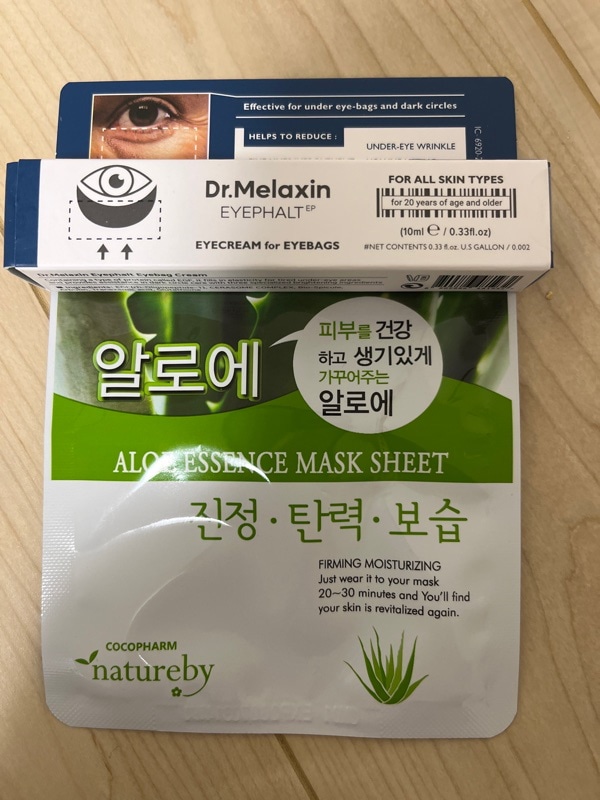 Effective for under eye-bags and dark circles
HELPS TO REDUCE :
UNDER-EYE WRINKLE
IC: 6920
Dr.Melaxin
EYEPHALT EP
EYECREAM for EYEBAGS
FOR ALL SKIN TYPES
for 20 years of age and older
(10ml ℮ / 0.33fl.oz)
#NET CONTENTS 0.33 fl.oz. U.S GALLON / 0.002
Dr.Melaxin Eyephalt Eyebag Cream
알로에
피부를 건강
하고 생기있게
가꾸어주는
알로에
ALOE ESSENCE MASK SHEET
진정·탄력·보습
FIRMING MOISTURIZING
Just wear it to your mask
20~30 minutes and You'll find
your skin is revitalized again.
COCOPHARM
natureby